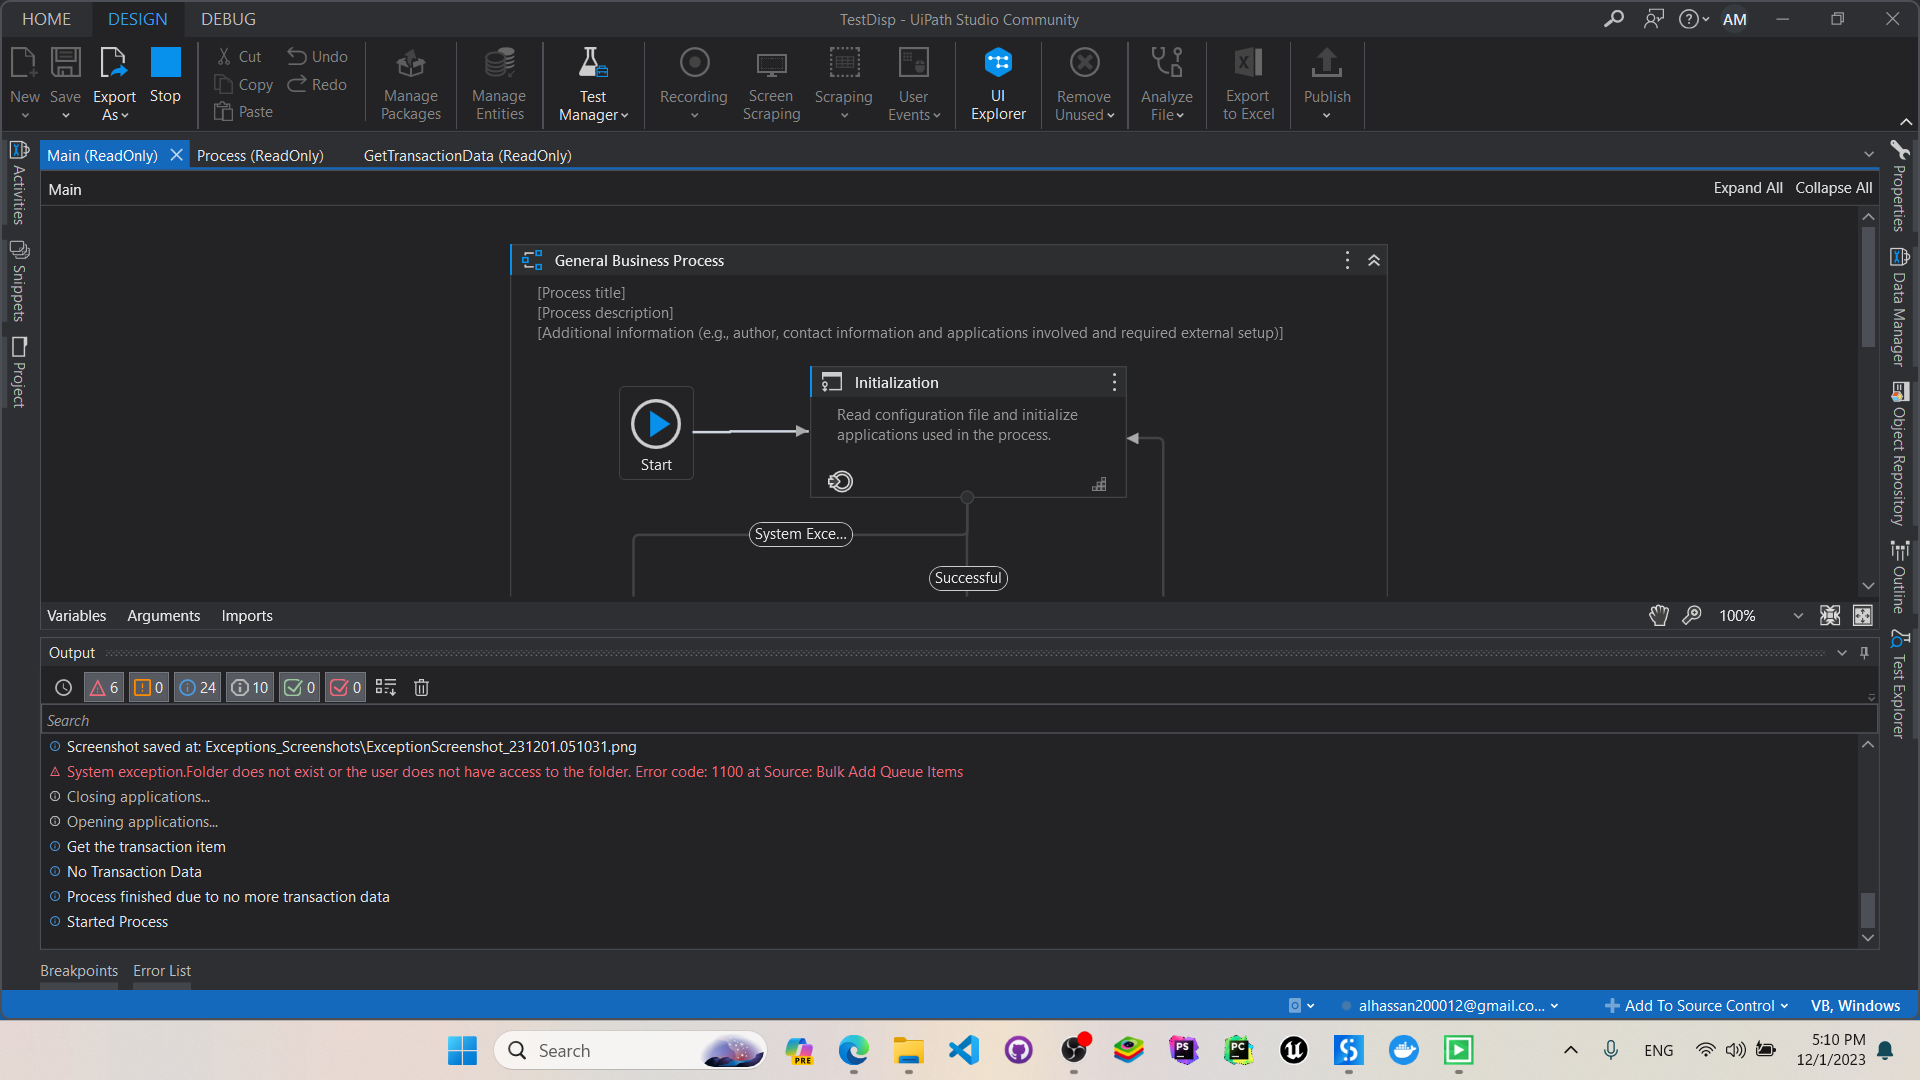 HOME DESIGN DEBUG
TestDisp - UiPath Studio Community
AM
New
Save
Export As
Stop
Cut
Copy
Paste
Undo
Redo
Manage Packages
Manage Entities
Test Manager
Recording
Screen Scraping
Scraping
User Events
UI Explorer
Remove Unused
Analyze File
Export to Excel
Publish
Main (ReadOnly) Process (ReadOnly) GetTransactionData (ReadOnly)
Main
Expand All Collapse All
Activities
Snippets
Project
General Business Process
[Process title]
[Process description]
[Additional information (e.g., author, contact information and applications involved and required external setup)]
Start
Initialization
Read configuration file and initialize
applications used in the process.
System Exce...
Successful
Properties
Data Manager
Object Repository
Outline
Test Explorer
Variables Arguments Imports
100%
Output
6 0 24 10 0 0
Search
Screenshot saved at: Exceptions_Screenshots\ExceptionScreenshot_231201.051031.png
System exception.Folder does not exist or the user does not have access to the folder. Error code: 1100 at Source: Bulk Add Queue Items
Closing applications...
Opening applications...
Get the transaction item
No Transaction Data
Process finished due to no more transaction data
Started Process
Breakpoints Error List
alhassan200012@gmail.co...
Add To Source Control
VB, Windows
Search
PRE
PS
PC
ENG
5:10 PM
12/1/2023